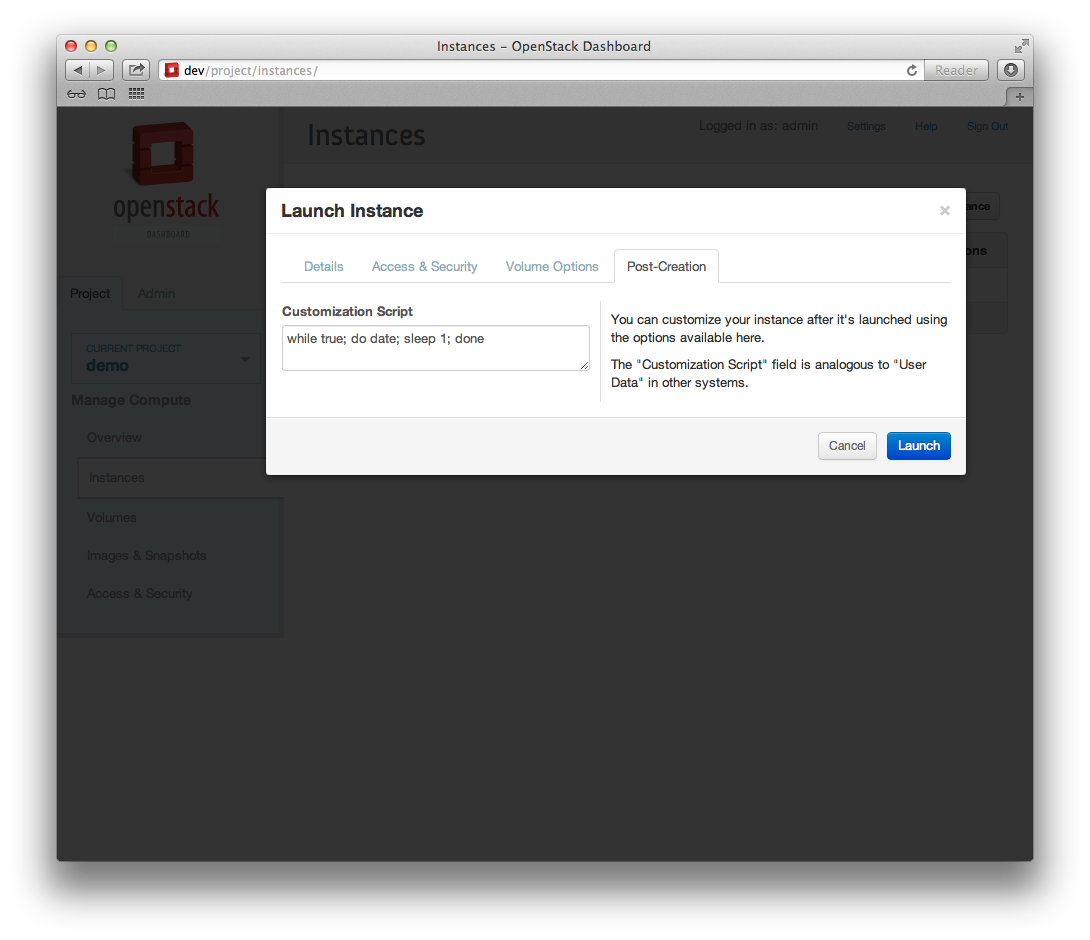 Instances – OpenStack Dashboard
dev/project/instances/
Reader
openstack
DASHBOARD
Instances
Logged in as: admin
Settings
Help
Sign Out
Project
Admin
CURRENT PROJECT
demo
Manage Compute
Overview
Instances
Volumes
Images & Snapshots
Access & Security
ance
ons
Launch Instance
×
Details
Access & Security
Volume Options
Post-Creation
Customization Script
while true; do date; sleep 1; done
You can customize your instance after it's launched using
the options available here.
The "Customization Script" field is analogous to "User
Data" in other systems.
Cancel
Launch